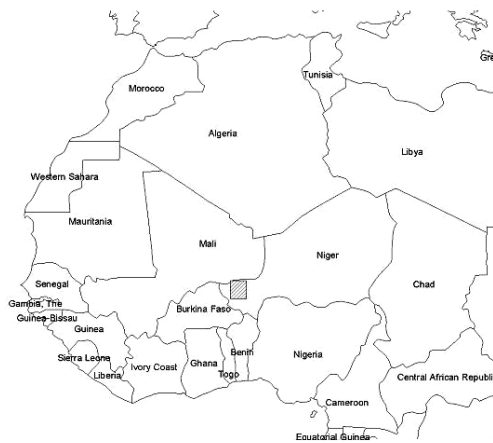 Gre
Tunisia
Morocco
Algeria
Libya
Western Sahara
Mauritania
Mali
Niger
Senegal
Chad
Gambia, The
Burkina Faso
Guinea-Bissau
Guinea
Benin
Nigeria
Sierra Leone
Ivory Coast
Ghana
Togo
Liberia
Central African Republi
Cameroon
Equatorial Guinea